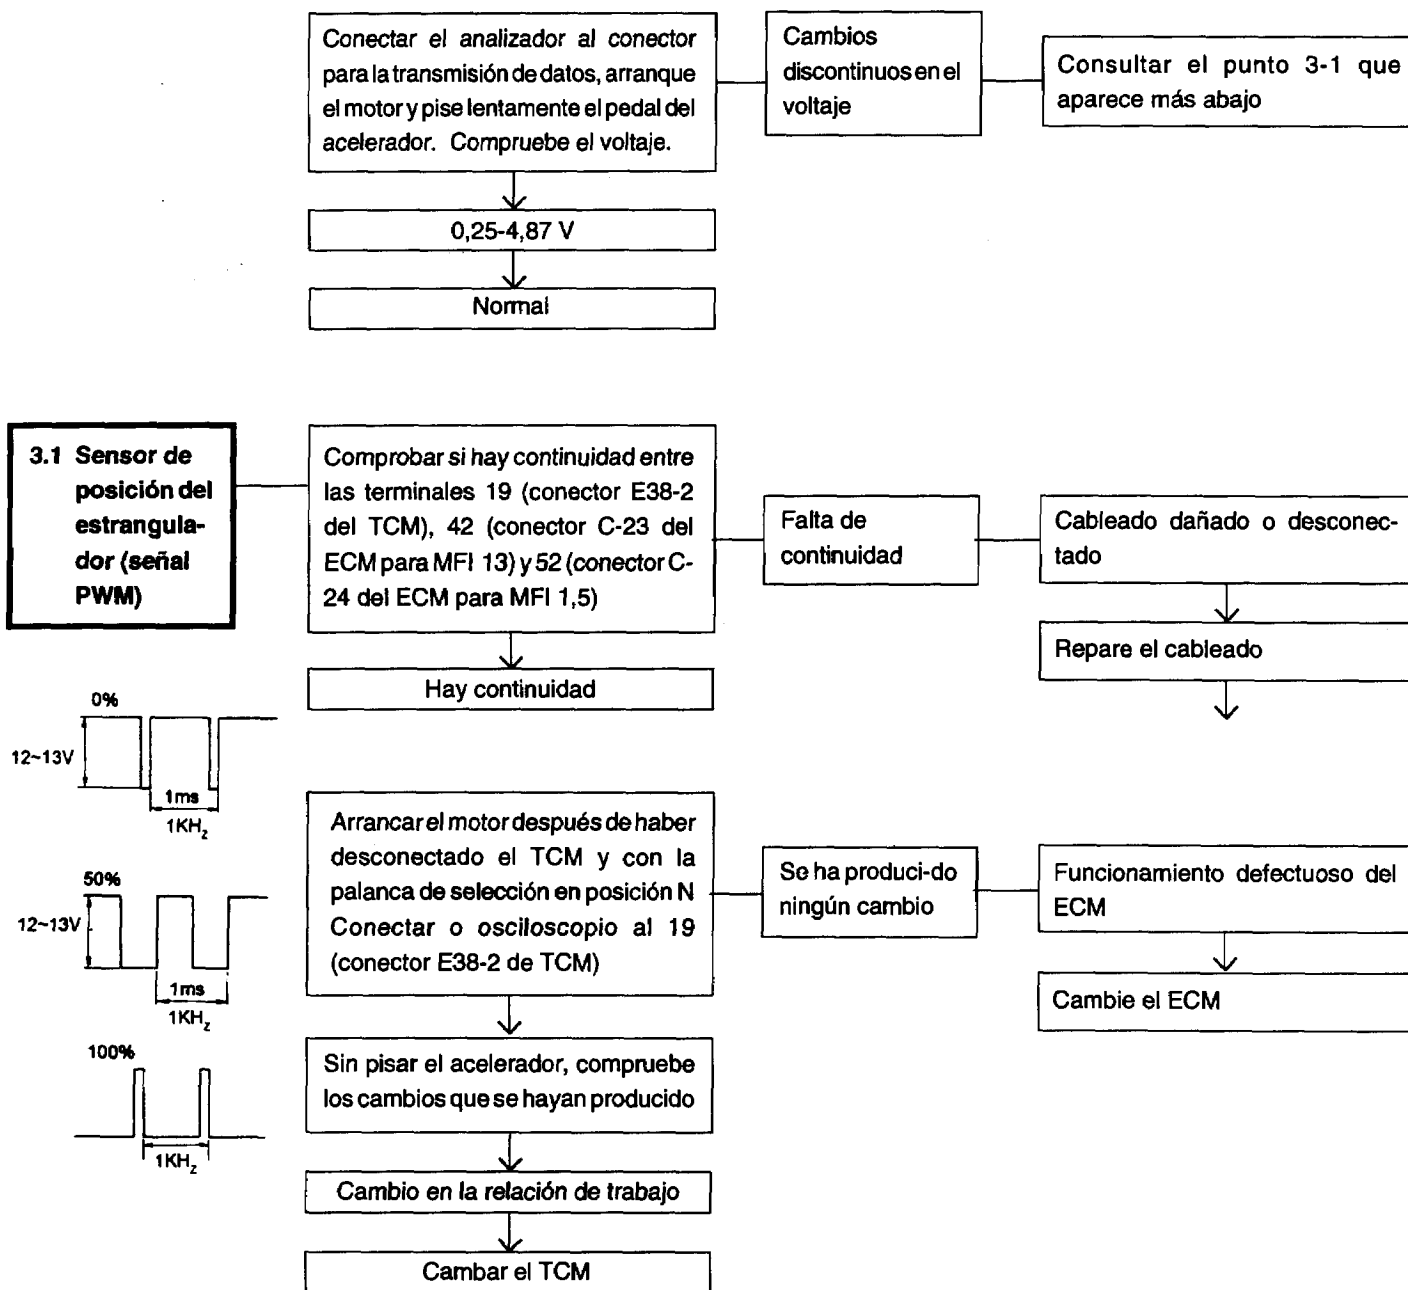 Conectar el analizador al conector
para la transmisión de datos, arranque
el motor y pise lentamente el pedal del
acelerador. Compruebe el voltaje.
Cambios
discontinuos en el
voltaje
Consultar el punto 3-1 que
aparece más abajo
0,25-4,87 V
Normal
3.1 Sensor de
posición del
estrangula-
dor (señal
PWM)
Comprobar si hay continuidad entre
las terminales 19 (conector E38-2
del TCM), 42 (conector C-23 del
ECM para MFI 13) y 52 (conector C-
24 del ECM para MFI 1,5)
Falta de
continuidad
Cableado dañado o desconec-
tado
Repare el cableado
Hay continuidad
0%
12~13V
1ms
1KHz
50%
12~13V
1ms
1KHz
100%
1KHz
Arrancar el motor después de haber
desconectado el TCM y con la
palanca de selección en posición N
Conectar o osciloscopio al 19
(conector E38-2 de TCM)
Se ha produci-do
ningún cambio
Funcionamiento defectuoso del
ECM
Cambie el ECM
Sin pisar el acelerador, compruebe
los cambios que se hayan producido
Cambio en la relación de trabajo
Cambar el TCM